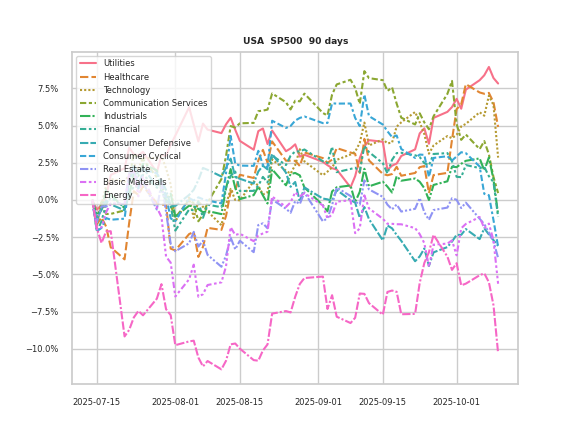 USA  SP500  90 days
Utilities
Healthcare
Technology
Communication Services
Industrials
Financial
Consumer Defensive
Consumer Cyclical
Real Estate
Basic Materials
Energy
7.5%
5.0%
2.5%
0.0%
−2.5%
−5.0%
−7.5%
−10.0%
2025-07-15
2025-08-01
2025-08-15
2025-09-01
2025-09-15
2025-10-01